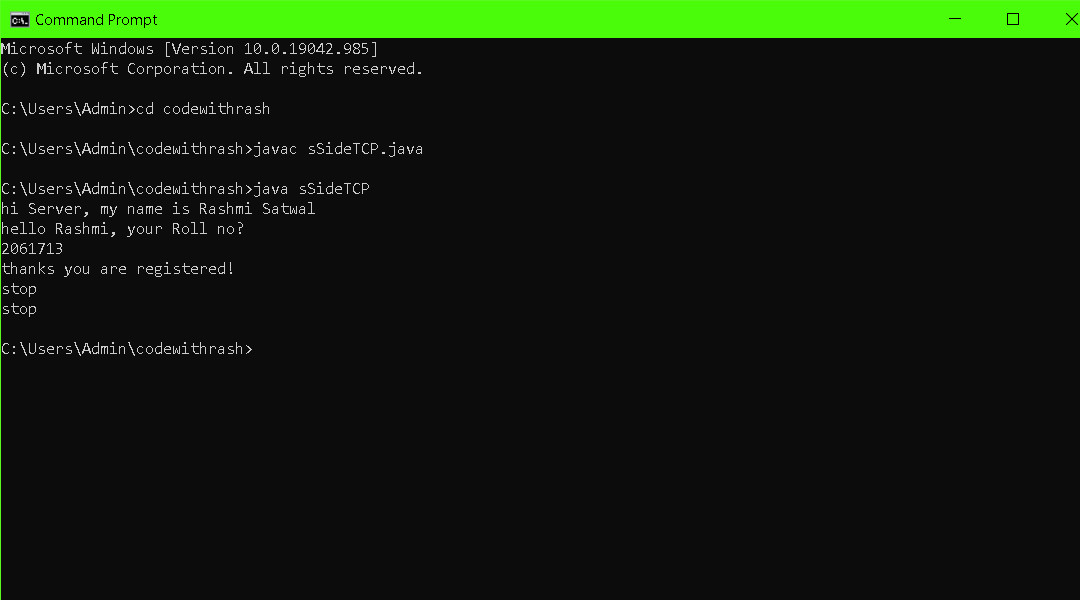 Command Prompt
Microsoft Windows [Version 10.0.19042.985]
(c) Microsoft Corporation. All rights reserved.
C:\Users\Admin>cd codewithrash
C:\Users\Admin\codewithrash>javac sSideTCP.java
C:\Users\Admin\codewithrash>java sSideTCP
hi Server, my name is Rashmi Satwal
hello Rashmi, your Roll no?
2061713
thanks you are registered!
stop
stop
C:\Users\Admin\codewithrash>